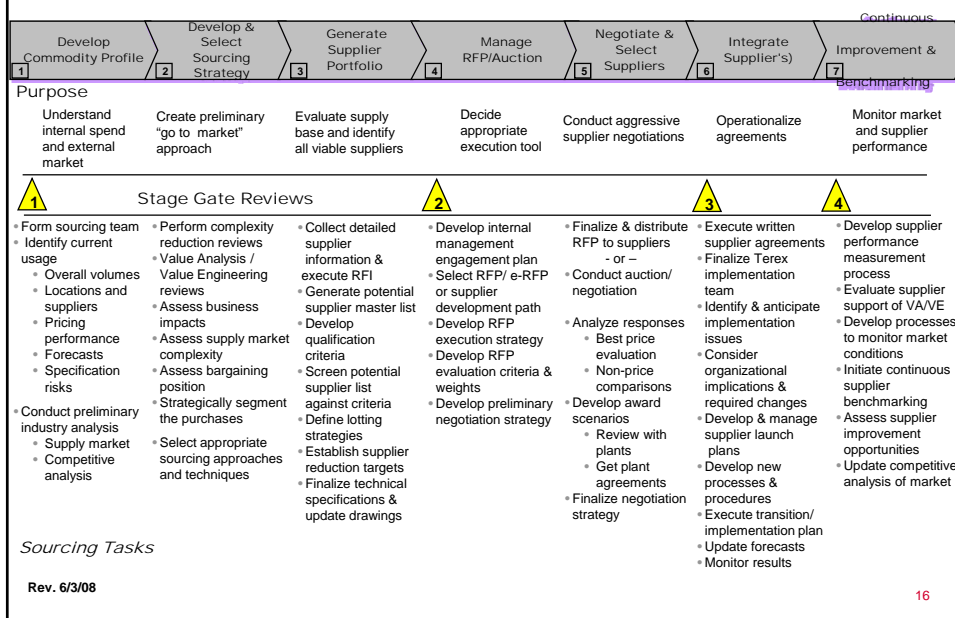 Develop
Commodity Profile
1
Develop &
Select
Sourcing
Strategy
2
Generate
Supplier
Portfolio
3
Manage
RFP/Auction
4
Negotiate &
Select
Suppliers
5
Integrate
Supplier's)
6
Continuous
Improvement &
7
Benchmarking
Purpose
Understand
internal spend
and external
market
Create preliminary
“go to market”
approach
Evaluate supply
base and identify
all viable suppliers
Decide
appropriate
execution tool
Conduct aggressive
supplier negotiations
Operationalize
agreements
Monitor market
and supplier
performance
1
Stage Gate Reviews
2
3
4
• Form sourcing team
• Identify current
usage
• Overall volumes
• Locations and
suppliers
• Pricing
performance
• Forecasts
• Specification
risks
• Conduct preliminary
industry analysis
• Supply market
• Competitive
analysis
• Perform complexity
reduction reviews
• Value Analysis /
Value Engineering
reviews
• Assess business
impacts
• Assess supply market
complexity
• Assess bargaining
position
• Strategically segment
the purchases
• Select appropriate
sourcing approaches
and techniques
• Collect detailed
supplier
information &
execute RFI
• Generate potential
supplier master list
• Develop
qualification
criteria
• Screen potential
supplier list
against criteria
• Define lotting
strategies
• Establish supplier
reduction targets
• Finalize technical
specifications &
update drawings
• Develop internal
management
engagement plan
• Select RFP/ e-RFP
or supplier
development path
• Develop RFP
execution strategy
• Develop RFP
evaluation criteria &
weights
• Develop preliminary
negotiation strategy
• Finalize & distribute
RFP to suppliers
- or –
• Conduct auction/
negotiation
• Analyze responses
• Best price
evaluation
• Non-price
comparisons
• Develop award
scenarios
• Review with
plants
• Get plant
agreements
• Finalize negotiation
strategy
• Execute written
supplier agreements
• Finalize Terex
implementation
team
• Identify & anticipate
implementation
issues
• Consider
organizational
implications &
required changes
• Develop & manage
supplier launch
plans
• Develop new
processes &
procedures
• Execute transition/
implementation plan
• Update forecasts
• Monitor results
• Develop supplier
performance
measurement
process
• Evaluate supplier
support of VA/VE
• Develop processes
to monitor market
conditions
• Initiate continuous
supplier
benchmarking
• Assess supplier
improvement
opportunities
• Update competitive
analysis of market
Sourcing Tasks
Rev. 6/3/08
16